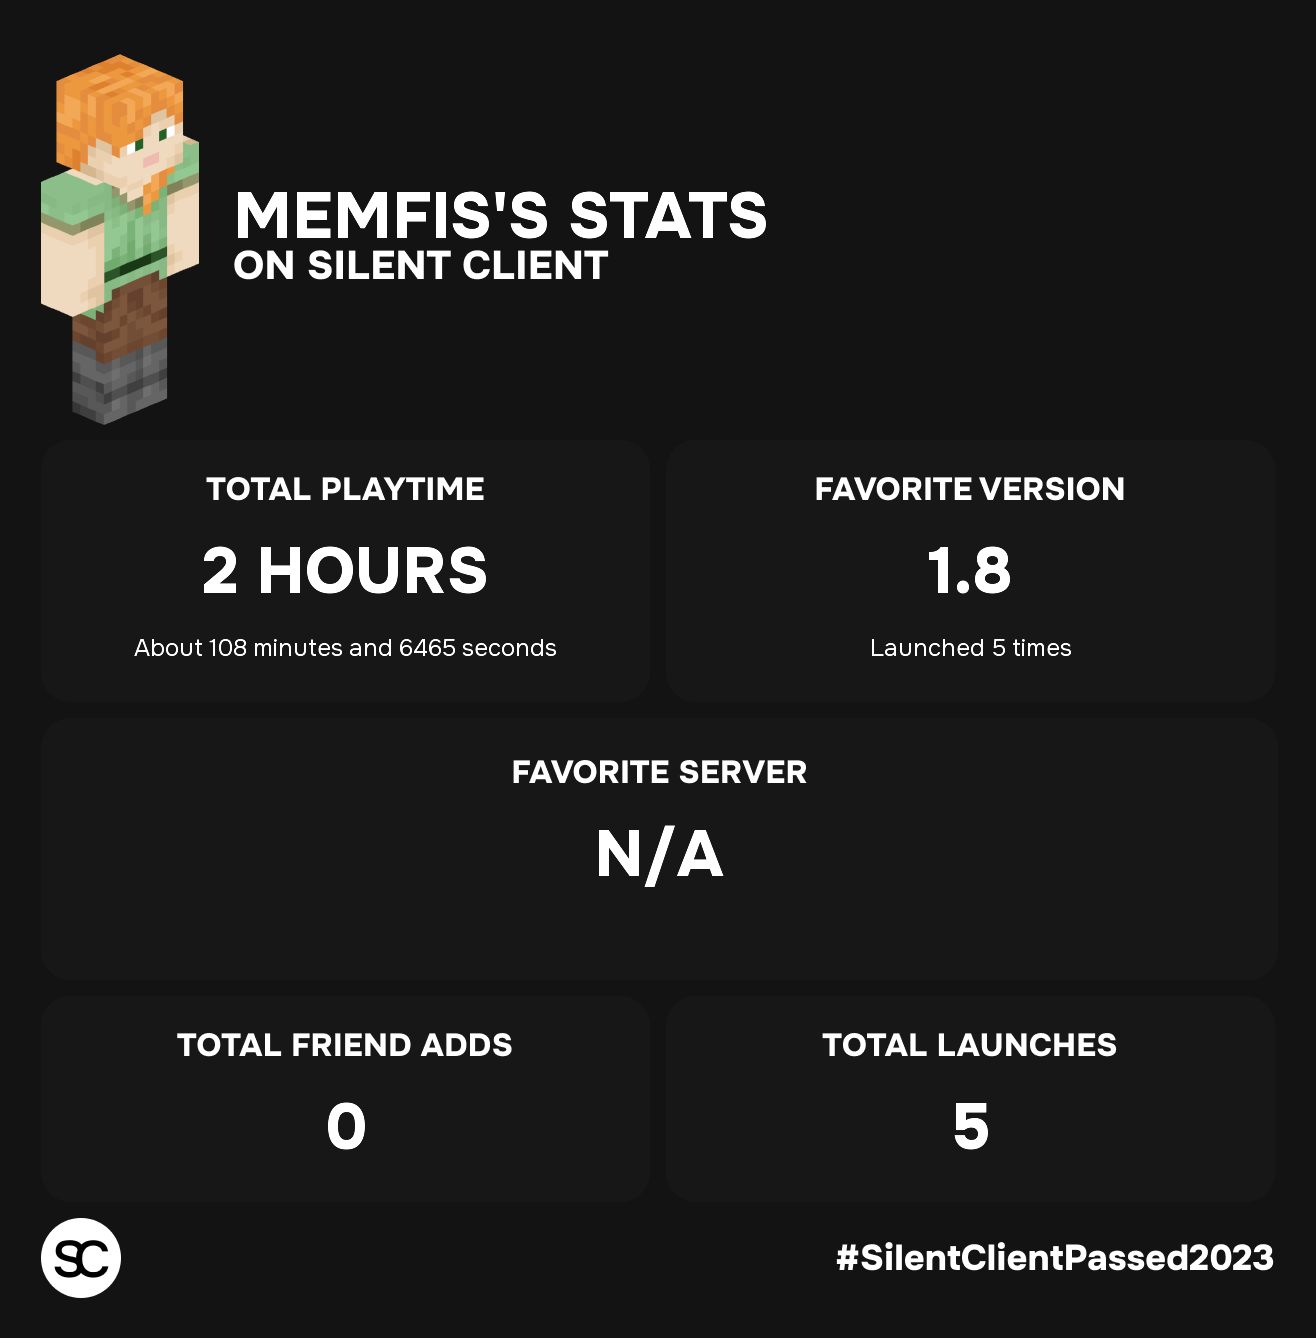 MEMFIS'S STATS
ON SILENT CLIENT
TOTAL PLAYTIME
2 HOURS
About 108 minutes and 6465 seconds
FAVORITE VERSION
1.8
Launched 5 times
FAVORITE SERVER
N/A
TOTAL FRIEND ADDS
0
TOTAL LAUNCHES
5
SC
#SilentClientPassed2023